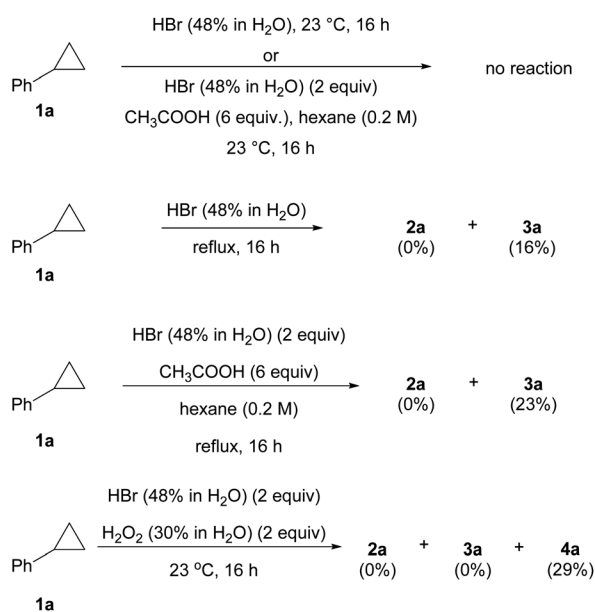 HBr (48% in H₂O), 23 °C, 16 h
or
HBr (48% in H₂O) (2 equiv)
CH₃COOH (6 equiv.), hexane (0.2 M)
23 °C, 16 h
Ph
1a
no reaction
HBr (48% in H₂O)
reflux, 16 h
Ph
1a
2a + 3a
(0%) (16%)
HBr (48% in H₂O) (2 equiv)
CH₃COOH (6 equiv)
hexane (0.2 M)
reflux, 16 h
Ph
1a
2a + 3a
(0%) (23%)
HBr (48% in H₂O) (2 equiv)
H₂O₂ (30% in H₂O) (2 equiv)
23 ºC, 16 h
Ph
1a
2a + 3a + 4a
(0%) (0%) (29%)